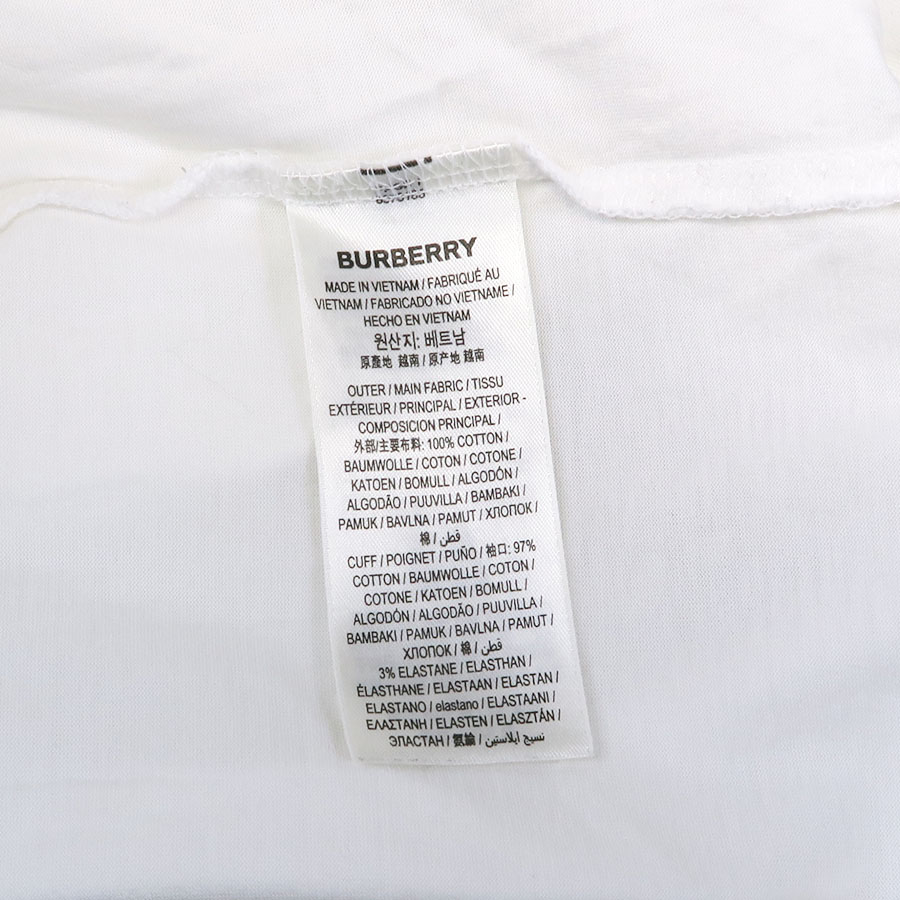 BURBERRY
MADE IN VIETNAM / FABRIQUÉ AU
VIETNAM / FABRICADO NO VIETNAME /
HECHO EN VIETNAM
원산지: 베트남
原產地 越南 / 原产地 越南
OUTER / MAIN FABRIC / TISSU
EXTÉRIEUR / PRINCIPAL / EXTERIOR -
COMPOSICION PRINCIPAL /
外部/主要布料: 100% COTTON /
BAUMWOLLE / COTON / COTONE /
KATOEN / BOMULL / ALGODÓN /
ALGODÃO / PUUVILLA / BAMBAKI /
PAMUK / BAVLNA / PAMUT / ХЛОПОК /
棉 / قطن
CUFF / POIGNET / PUÑO / 袖口: 97%
COTTON / BAUMWOLLE / COTON /
COTONE / KATOEN / BOMULL /
ALGODÓN / ALGODÃO / PUUVILLA /
BAMBAKI / PAMUK / BAVLNA / PAMUT /
ХЛОПОК / 棉 / قطن
3% ELASTANE / ELASTHAN /
ÉLASTHANE / ELASTAAN / ELASTAN /
ELASTANO / elastano / ELASTAANI /
ΕΛΑΣΤΑΝΗ / ELASTEN / ELASZTÁN /
ЭЛАСТАН / 氨綸 / نسيج ايلاستين